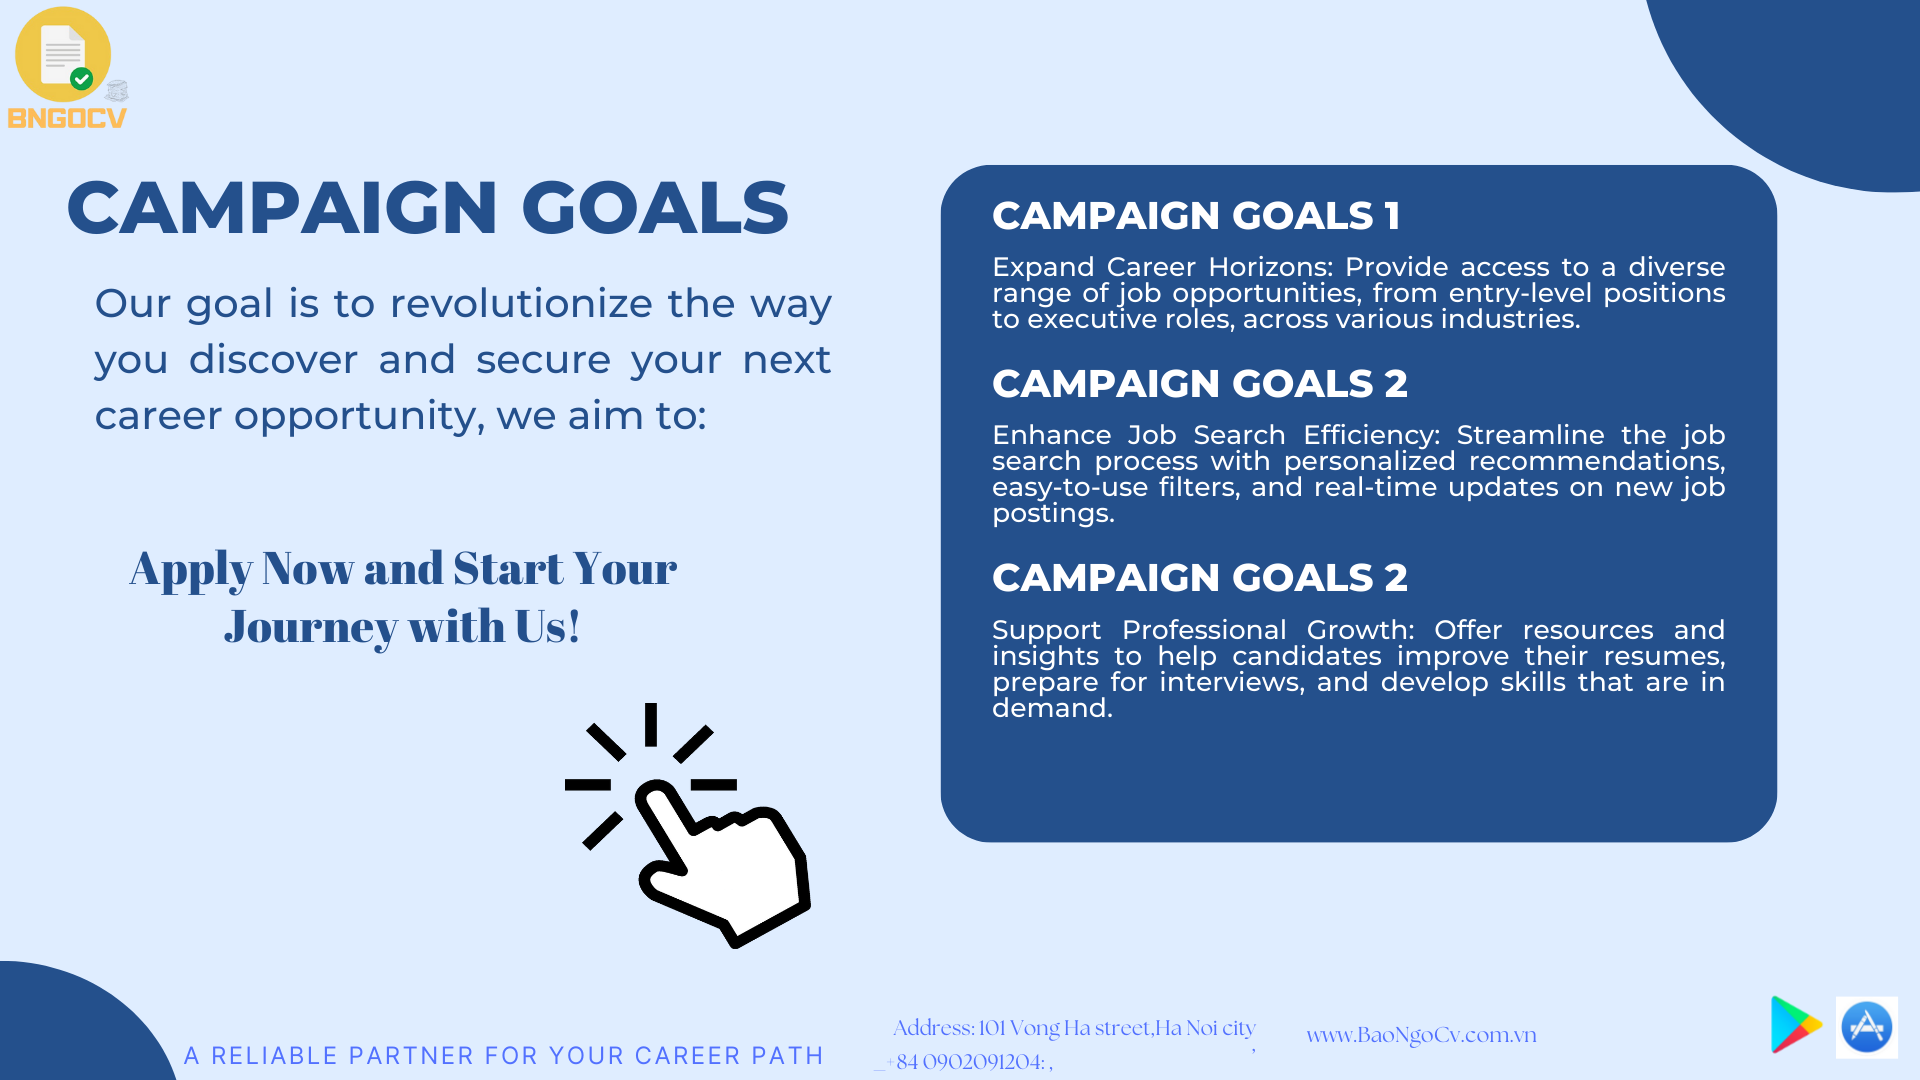 BNGOCV
CAMPAIGN GOALS
Our goal is to revolutionize the way
you discover and secure your next
career opportunity, we aim to:
Apply Now and Start Your
Journey with Us!
CAMPAIGN GOALS 1
Expand Career Horizons: Provide access to a diverse
range of job opportunities, from entry-level positions
to executive roles, across various industries.
CAMPAIGN GOALS 2
Enhance Job Search Efficiency: Streamline the job
search process with personalized recommendations,
easy-to-use filters, and real-time updates on new job
postings.
CAMPAIGN GOALS 2
Support Professional Growth: Offer resources and
insights to help candidates improve their resumes,
prepare for interviews, and develop skills that are in
demand.
A RELIABLE PARTNER FOR YOUR CAREER PATH
Address: 101 Vong Ha street,Ha Noi city
,
_+84 0902091204: ,
www.BaoNgoCv.com.vn